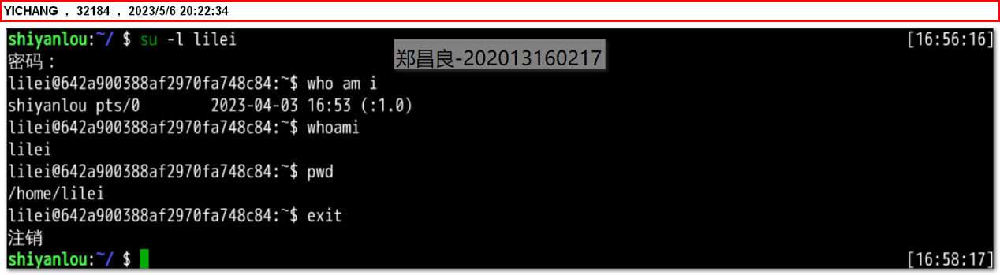 YICHANG , 32184 , 2023/5/6 20:22:34
shiyanlou:~/ $ su -l lilei [16:56:16]
郑昌良-202013160217
密码：
lilei@642a900388af2970fa748c84:~$ who am i
shiyanlou pts/0 2023-04-03 16:53 (:1.0)
lilei@642a900388af2970fa748c84:~$ whoami
lilei
lilei@642a900388af2970fa748c84:~$ pwd
/home/lilei
lilei@642a900388af2970fa748c84:~$ exit
注销
shiyanlou:~/ $ [16:58:17]